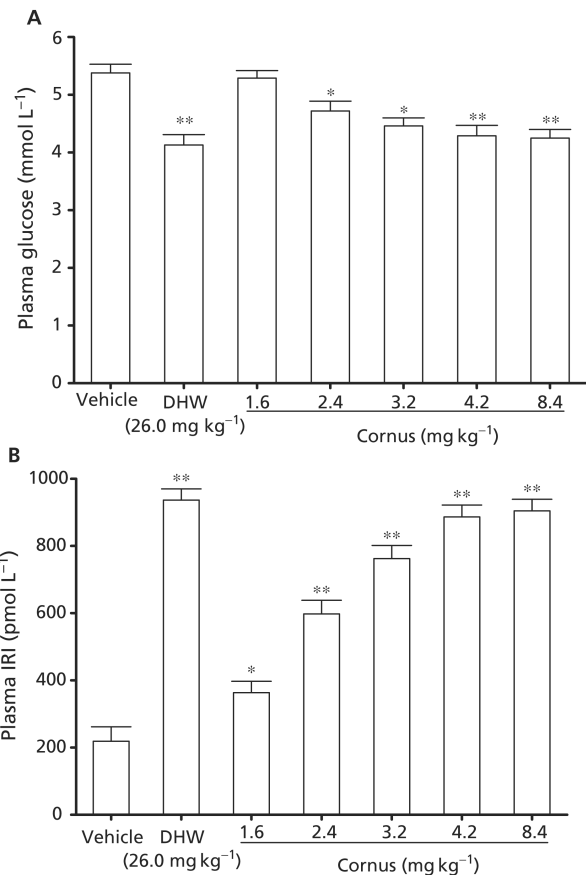 A
Plasma glucose (mmol L⁻¹)
6
5
4
3
2
1
0
**
*
*
**
**
Vehicle DHW 1.6 2.4 3.2 4.2 8.4
(26.0 mg kg⁻¹)
Cornus (mg kg⁻¹)
B
Plasma IRI (pmol L⁻¹)
1000
800
600
400
200
0
**
*
**
**
**
**
Vehicle DHW 1.6 2.4 3.2 4.2 8.4
(26.0 mg kg⁻¹) Cornus (mg kg⁻¹)